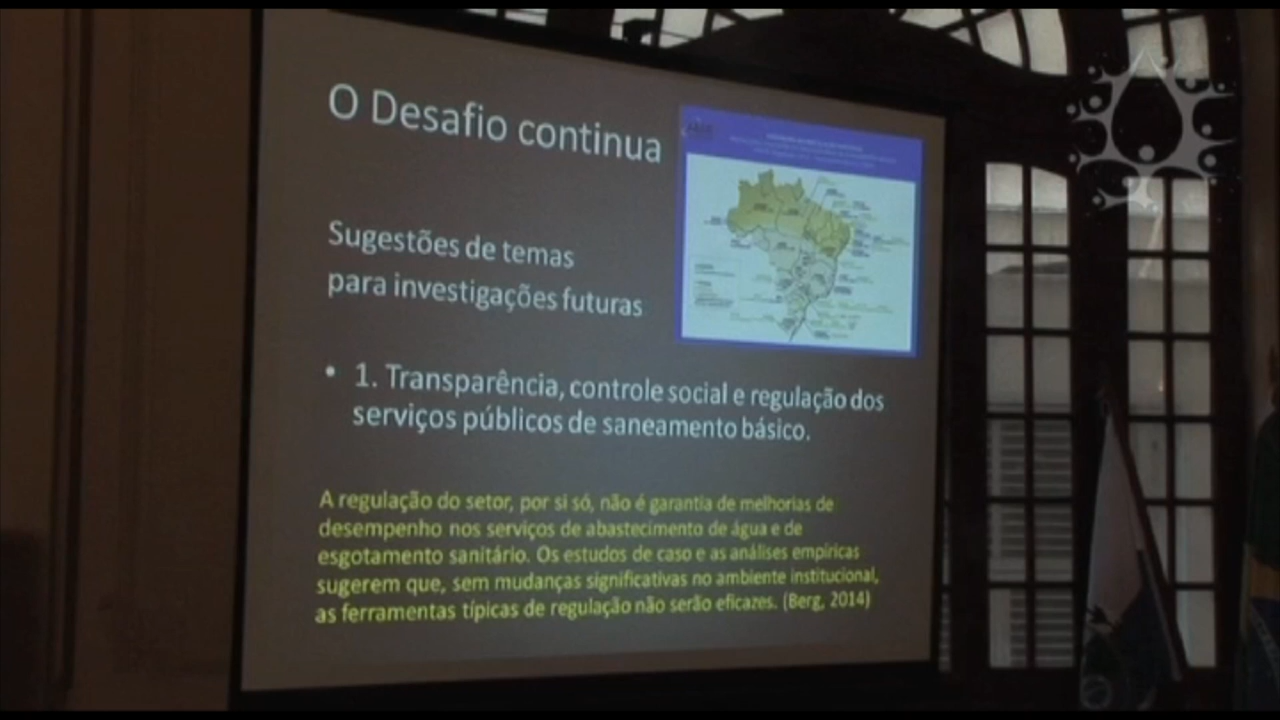 O Desafio continua
Sugestões de temas
para investigações futuras
• 1. Transparência, controle social e regulação dos
serviços públicos de saneamento básico.
A regulação do setor, por si só, não é garantia de melhorias de
desempenho nos serviços de abastecimento de água e de
esgotamento sanitário. Os estudos de caso e as análises empíricas
sugerem que, sem mudanças significativas no ambiente institucional,
as ferramentas típicas de regulação não serão eficazes. (Berg, 2014)